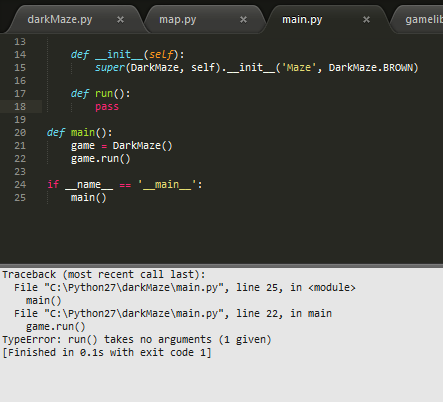 darkMaze.py × map.py × main.py × gamelib
13
14 def __init__(self):
15 super(DarkMaze, self).__init__('Maze', DarkMaze.BROWN)
16
17 def run():
18 pass
19
20 def main():
21 game = DarkMaze()
22 game.run()
23
24 if __name__ == '__main__':
25 main()
Traceback (most recent call last):
File "C:\Python27\darkMaze\main.py", line 25, in <module>
main()
File "C:\Python27\darkMaze\main.py", line 22, in main
game.run()
TypeError: run() takes no arguments (1 given)
[Finished in 0.1s with exit code 1]